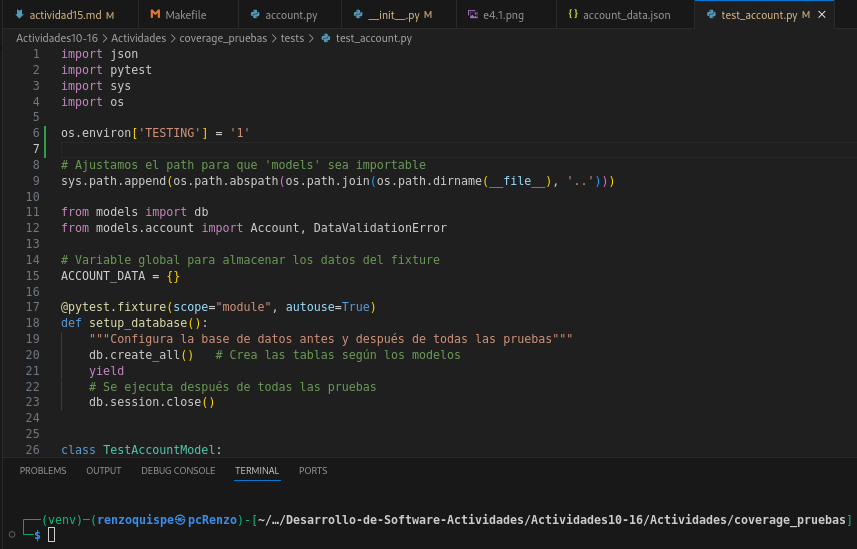 actividad15.md M Makefile account.py __init__.py M e4.1.png account_data.json test_account.py M
Actividades10-16 > Actividades > coverage_pruebas > tests > test_account.py
1 import json
2 import pytest
3 import sys
4 import os
5
6 os.environ['TESTING'] = '1'
7
8 # Ajustamos el path para que 'models' sea importable
9 sys.path.append(os.path.abspath(os.path.join(os.path.dirname(__file__), '..')))
10
11 from models import db
12 from models.account import Account, DataValidationError
13
14 # Variable global para almacenar los datos del fixture
15 ACCOUNT_DATA = {}
16
17 @pytest.fixture(scope="module", autouse=True)
18 def setup_database():
19     """Configura la base de datos antes y después de todas las pruebas"""
20     db.create_all()   # Crea las tablas según los modelos
21     yield
22     # Se ejecuta después de todas las pruebas
23     db.session.close()
24
25
26 class TestAccountModel:
PROBLEMS OUTPUT DEBUG CONSOLE TERMINAL PORTS
┌──(venv)─(renzoquispe㉿pcRenzo)-[~/…/Desarrollo-de-Software-Actividades/Actividades10-16/Actividades/coverage_pruebas]
└─$